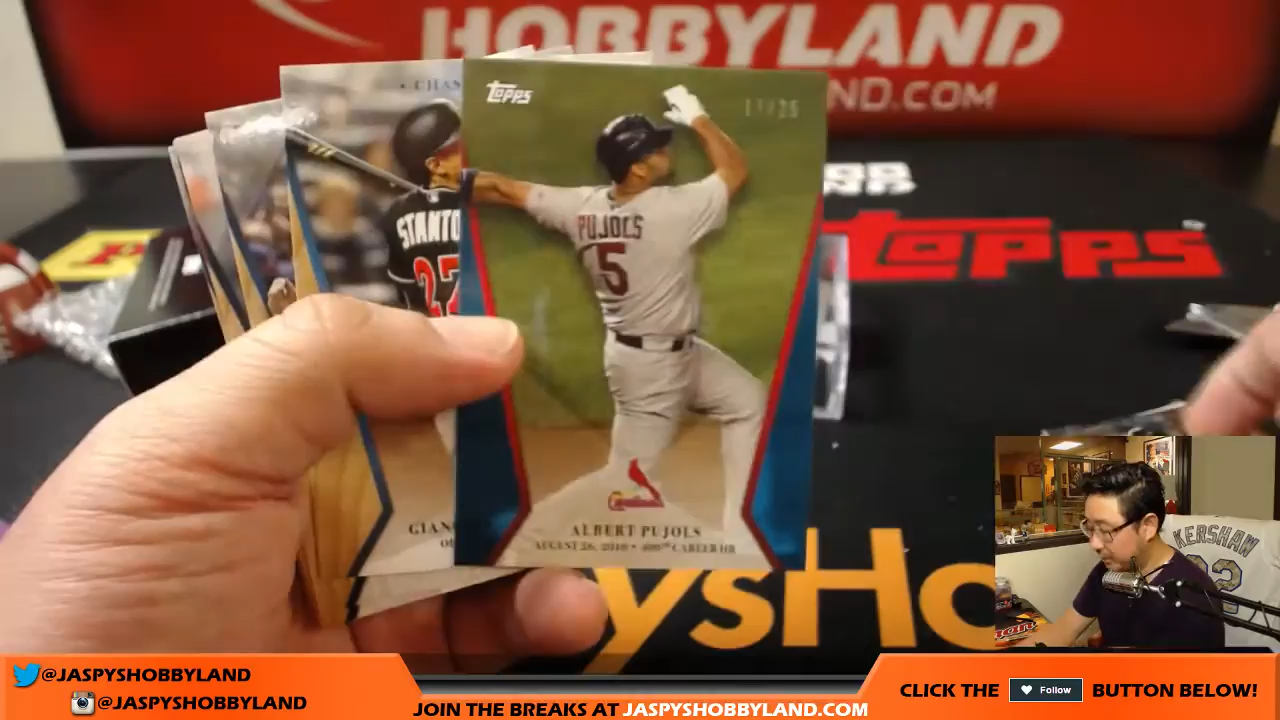 HOBBYLAND
ND.COM
TOPPS
STANTO
27
TOPPS
PUJOLS
5
ALBERT PUJOLS
AUGUST 26, 2010 • 400TH CAREER HR
GIANC
ysHo
KERSHAW
@JASPYSHOBBYLAND
@JASPYSHOBBYLAND
JOIN THE BREAKS AT JASPYSHOBBYLAND.COM
CLICK THE Follow BUTTON BELOW!